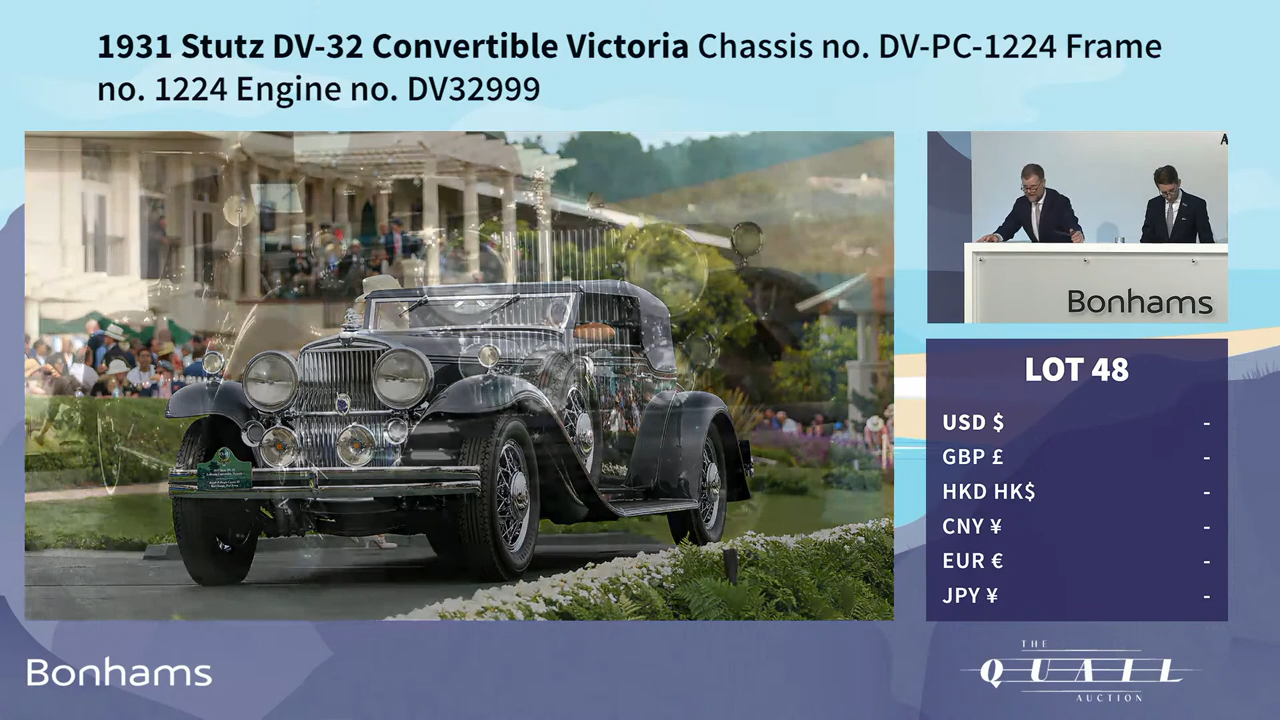 1931 Stutz DV-32 Convertible Victoria Chassis no. DV-PC-1224 Frame
no. 1224 Engine no. DV32999
A
Bonhams
LOT 48
USD $ -
GBP £ -
HKD HK$ -
CNY ¥ -
EUR € -
JPY ¥ -
Bonhams
THE
QUAIL
AUCTION